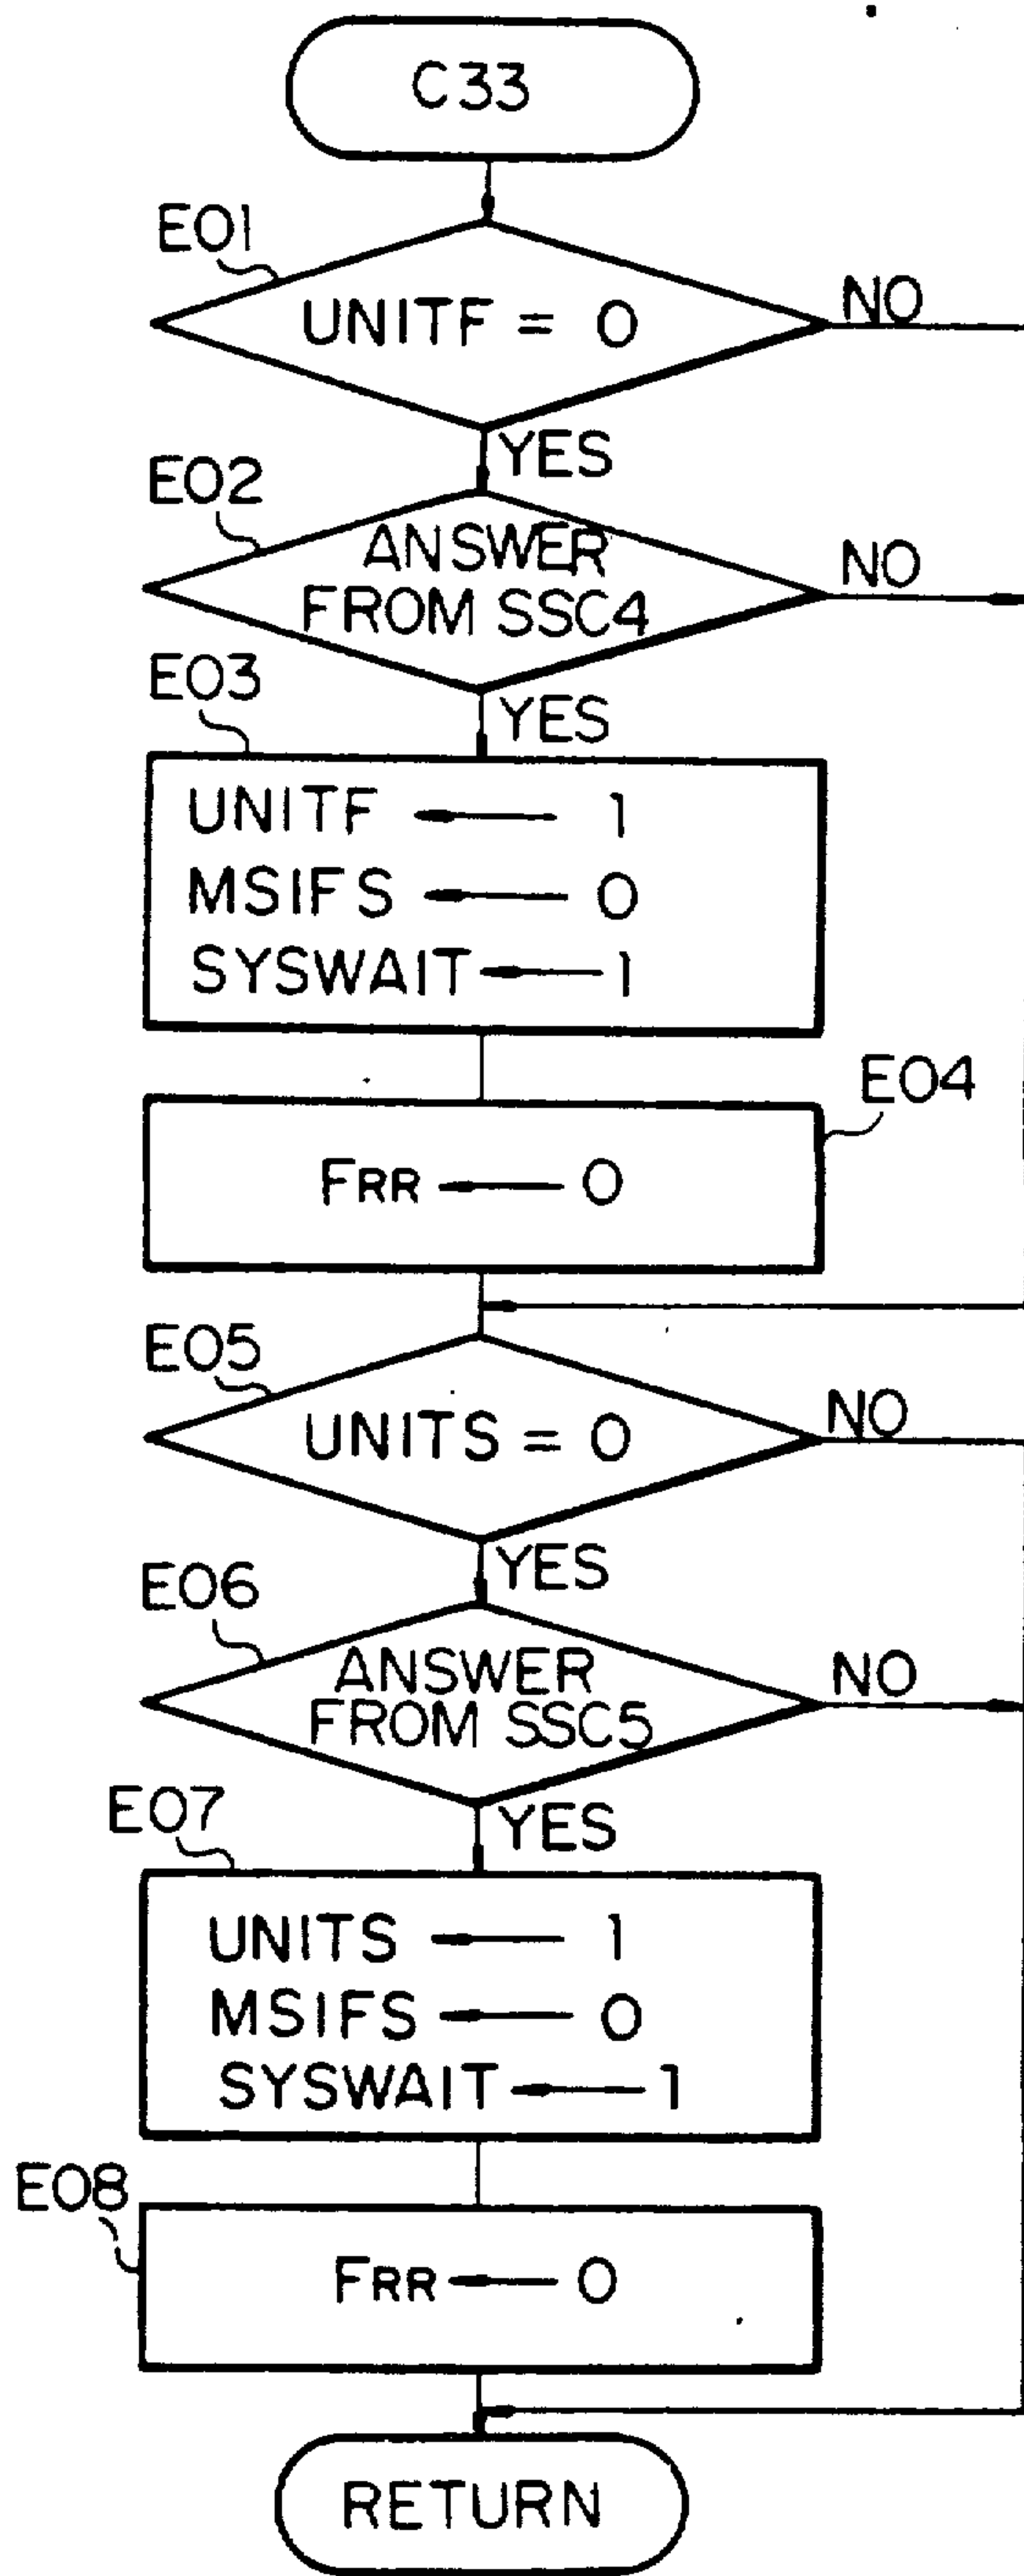 C33
E01
UNITF = 0
NO
YES
E02
ANSWER
FROM SSC4
NO
YES
E03
UNITF ← 1
MSIFS ← 0
SYSWAIT ← 1
E04
FRR ← 0
E05
UNITS = 0
NO
YES
E06
ANSWER
FROM SSC5
NO
YES
E07
UNITS ← 1
MSIFS ← 0
SYSWAIT ← 1
E08
FRR ← 0
RETURN